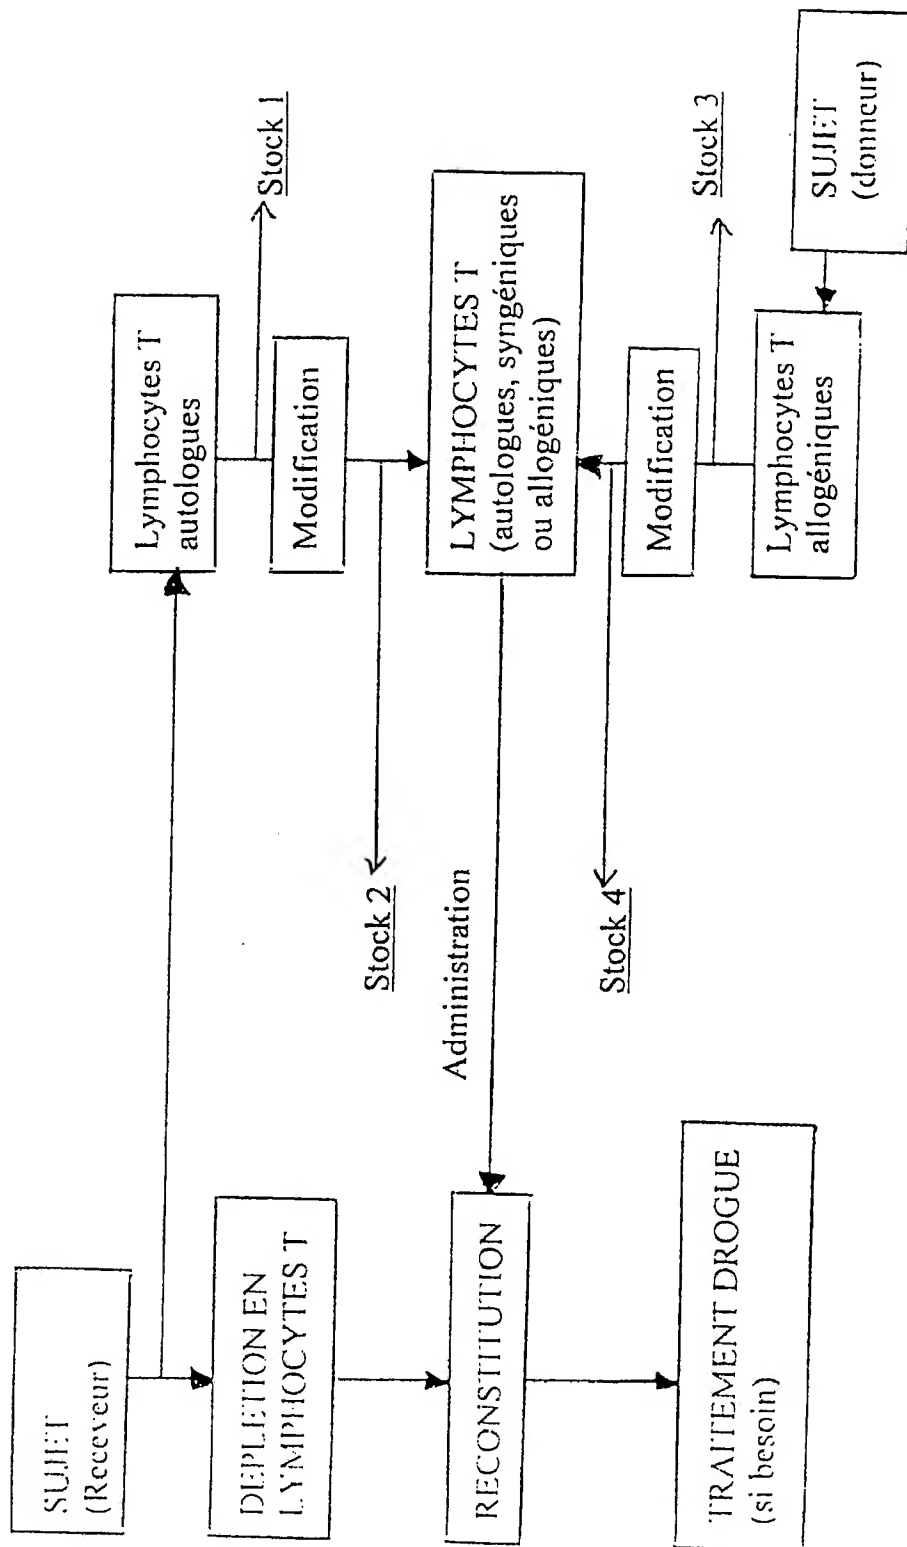 SUJET
(Receveur)
DEPLETION EN
LYMPHOCYTES T
RECONSTITUTION
TRAITEMENT DROGUE
(si besoin)
Administration
Stock 2
Stock 4
Lymphocytes T
autologues
Stock 1
Modification
LYMPHOCYTES T
(autologues, syngéniques
ou allogéniques)
Modification
Stock 3
Lymphocytes T
allogéniques
SUJET
(donneur)